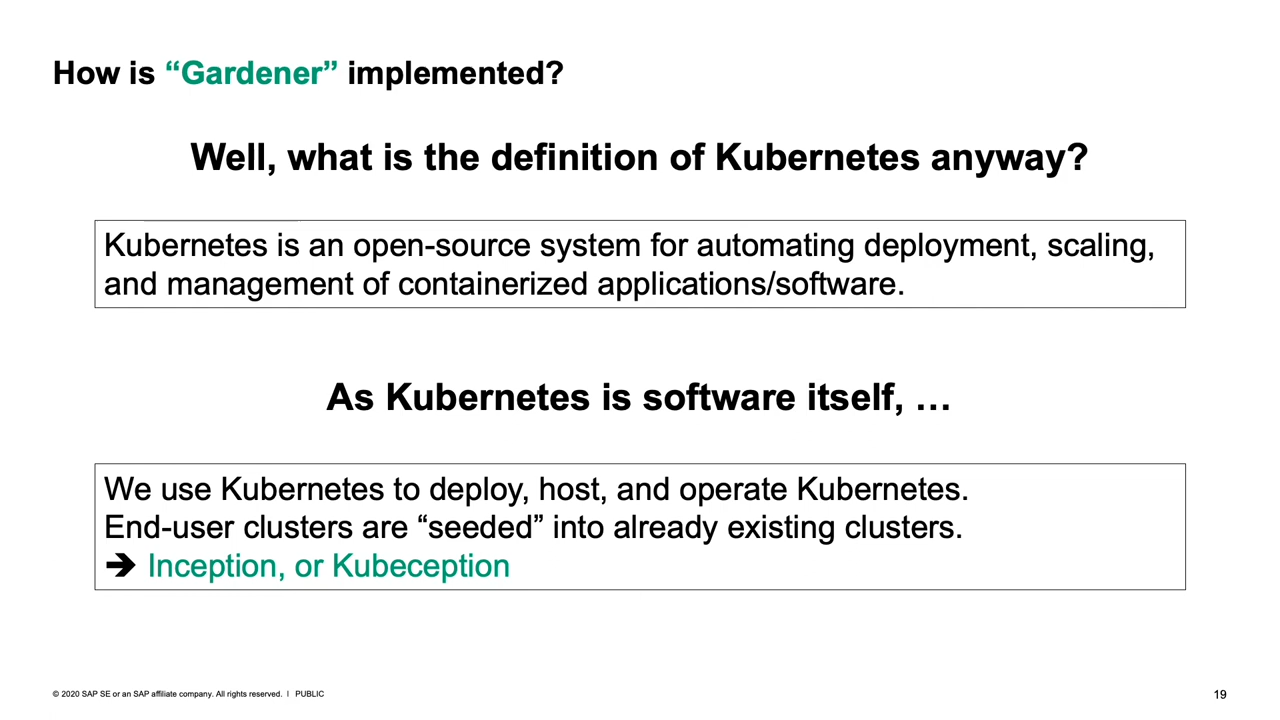 How is “Gardener” implemented?
Well, what is the definition of Kubernetes anyway?
Kubernetes is an open-source system for automating deployment, scaling,
and management of containerized applications/software.
As Kubernetes is software itself, …
We use Kubernetes to deploy, host, and operate Kubernetes.
End-user clusters are “seeded” into already existing clusters.
➔ Inception, or Kubeception
© 2020 SAP SE or an SAP affiliate company. All rights reserved. ǀ PUBLIC
19